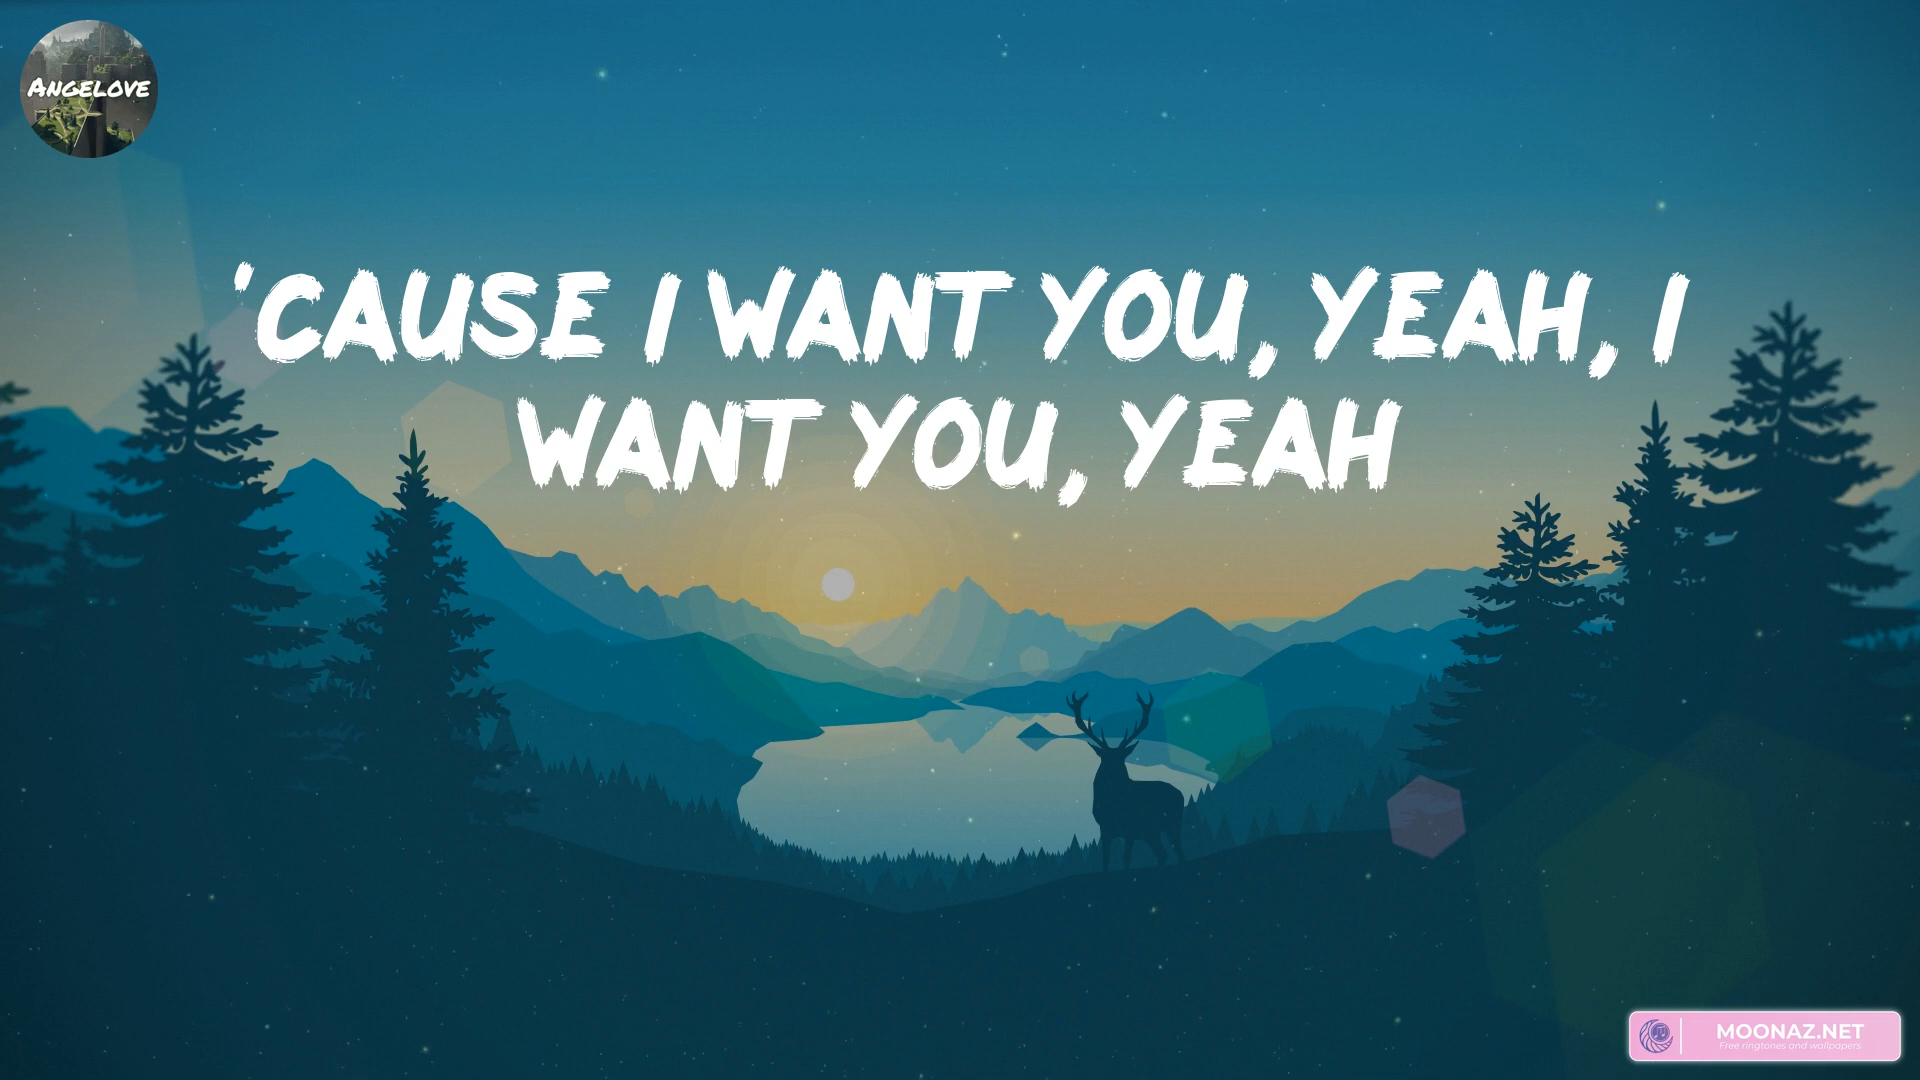 ANGELOVE
'CAUSE I WANT YOU, YEAH, I
WANT YOU, YEAH
MOONAZ.NET
Free ringtones and wallpapers